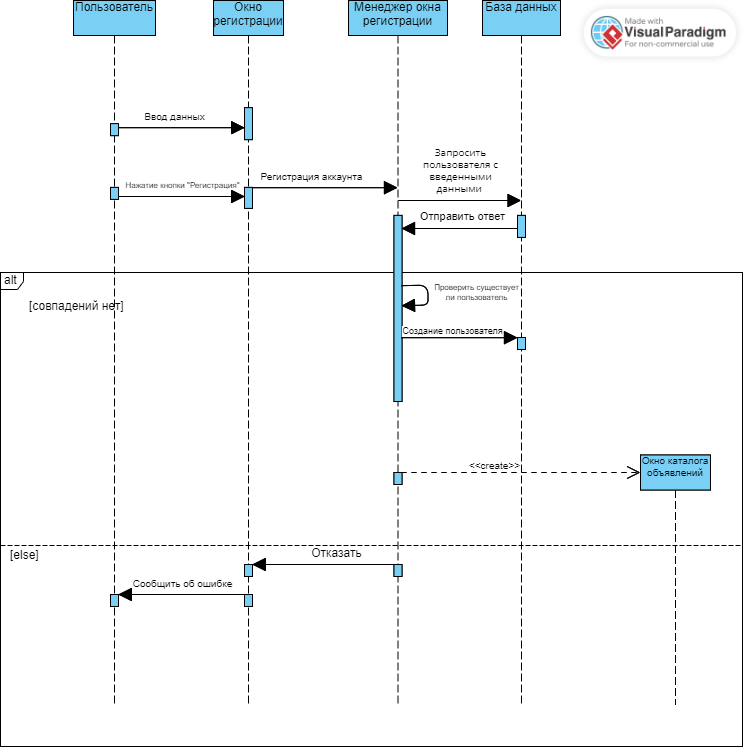 Пользователь
Окно
регистрации
Менеджер окна
регистрации
База данных
Made with
Visual Paradigm
For non-commercial use
Ввод данных
Запросить
пользователя с
введенными
данными
Нажатие кнопки "Регистрация"
Регистрация аккаунта
Отправить ответ
alt
Проверить существует
ли пользователь
[совпадений нет]
Создание пользователя
<<create>>
Окно каталога
объявлений
[else]
Отказать
Сообщить об ошибке